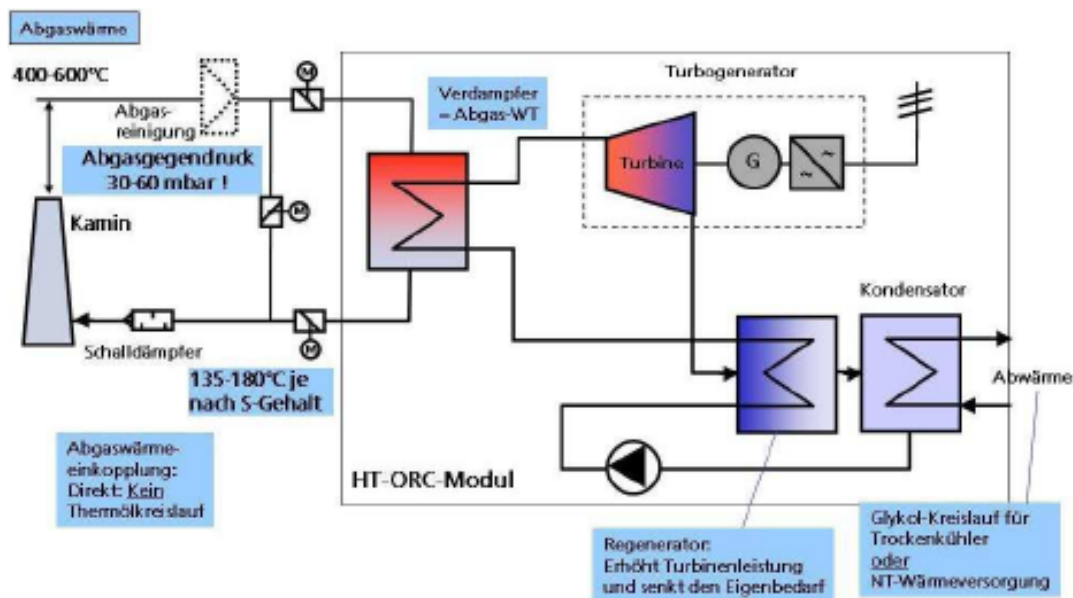 Abgaswärme
400-600°C
Abgas-
reinigung
Abgasgegendruck
30-60 mbar !
Kamin
Schalldämpfer
135-180°C je
nach S-Gehalt
Abgaswärme-
einkopplung:
Direkt: Kein
Thermölkreislauf
M
M
M
Verdampfer
= Abgas-WT
Turbogenerator
Turbine
G
~
~
Kondensator
Abwärme
HT-ORC-Modul
Regenerator:
Erhöht Turbinenleistung
und senkt den Eigenbedarf
Glykol-Kreislauf für
Trockenkühler
oder
NT-Wärmeversorgung